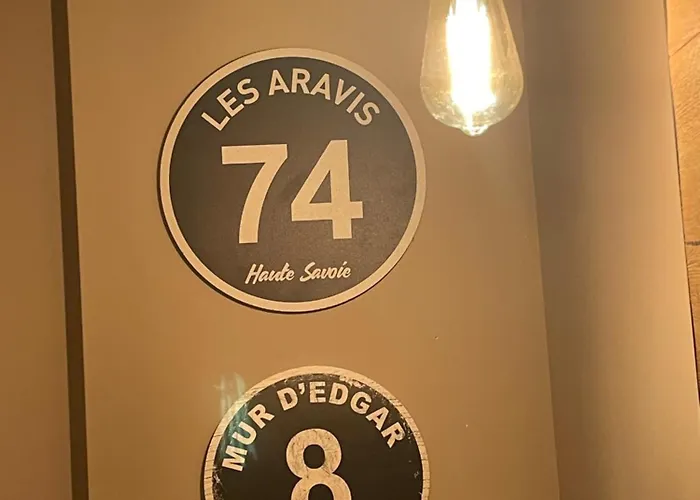 LES ARAVIS
74
Haute Savoie
MUR D'EDGAR
8